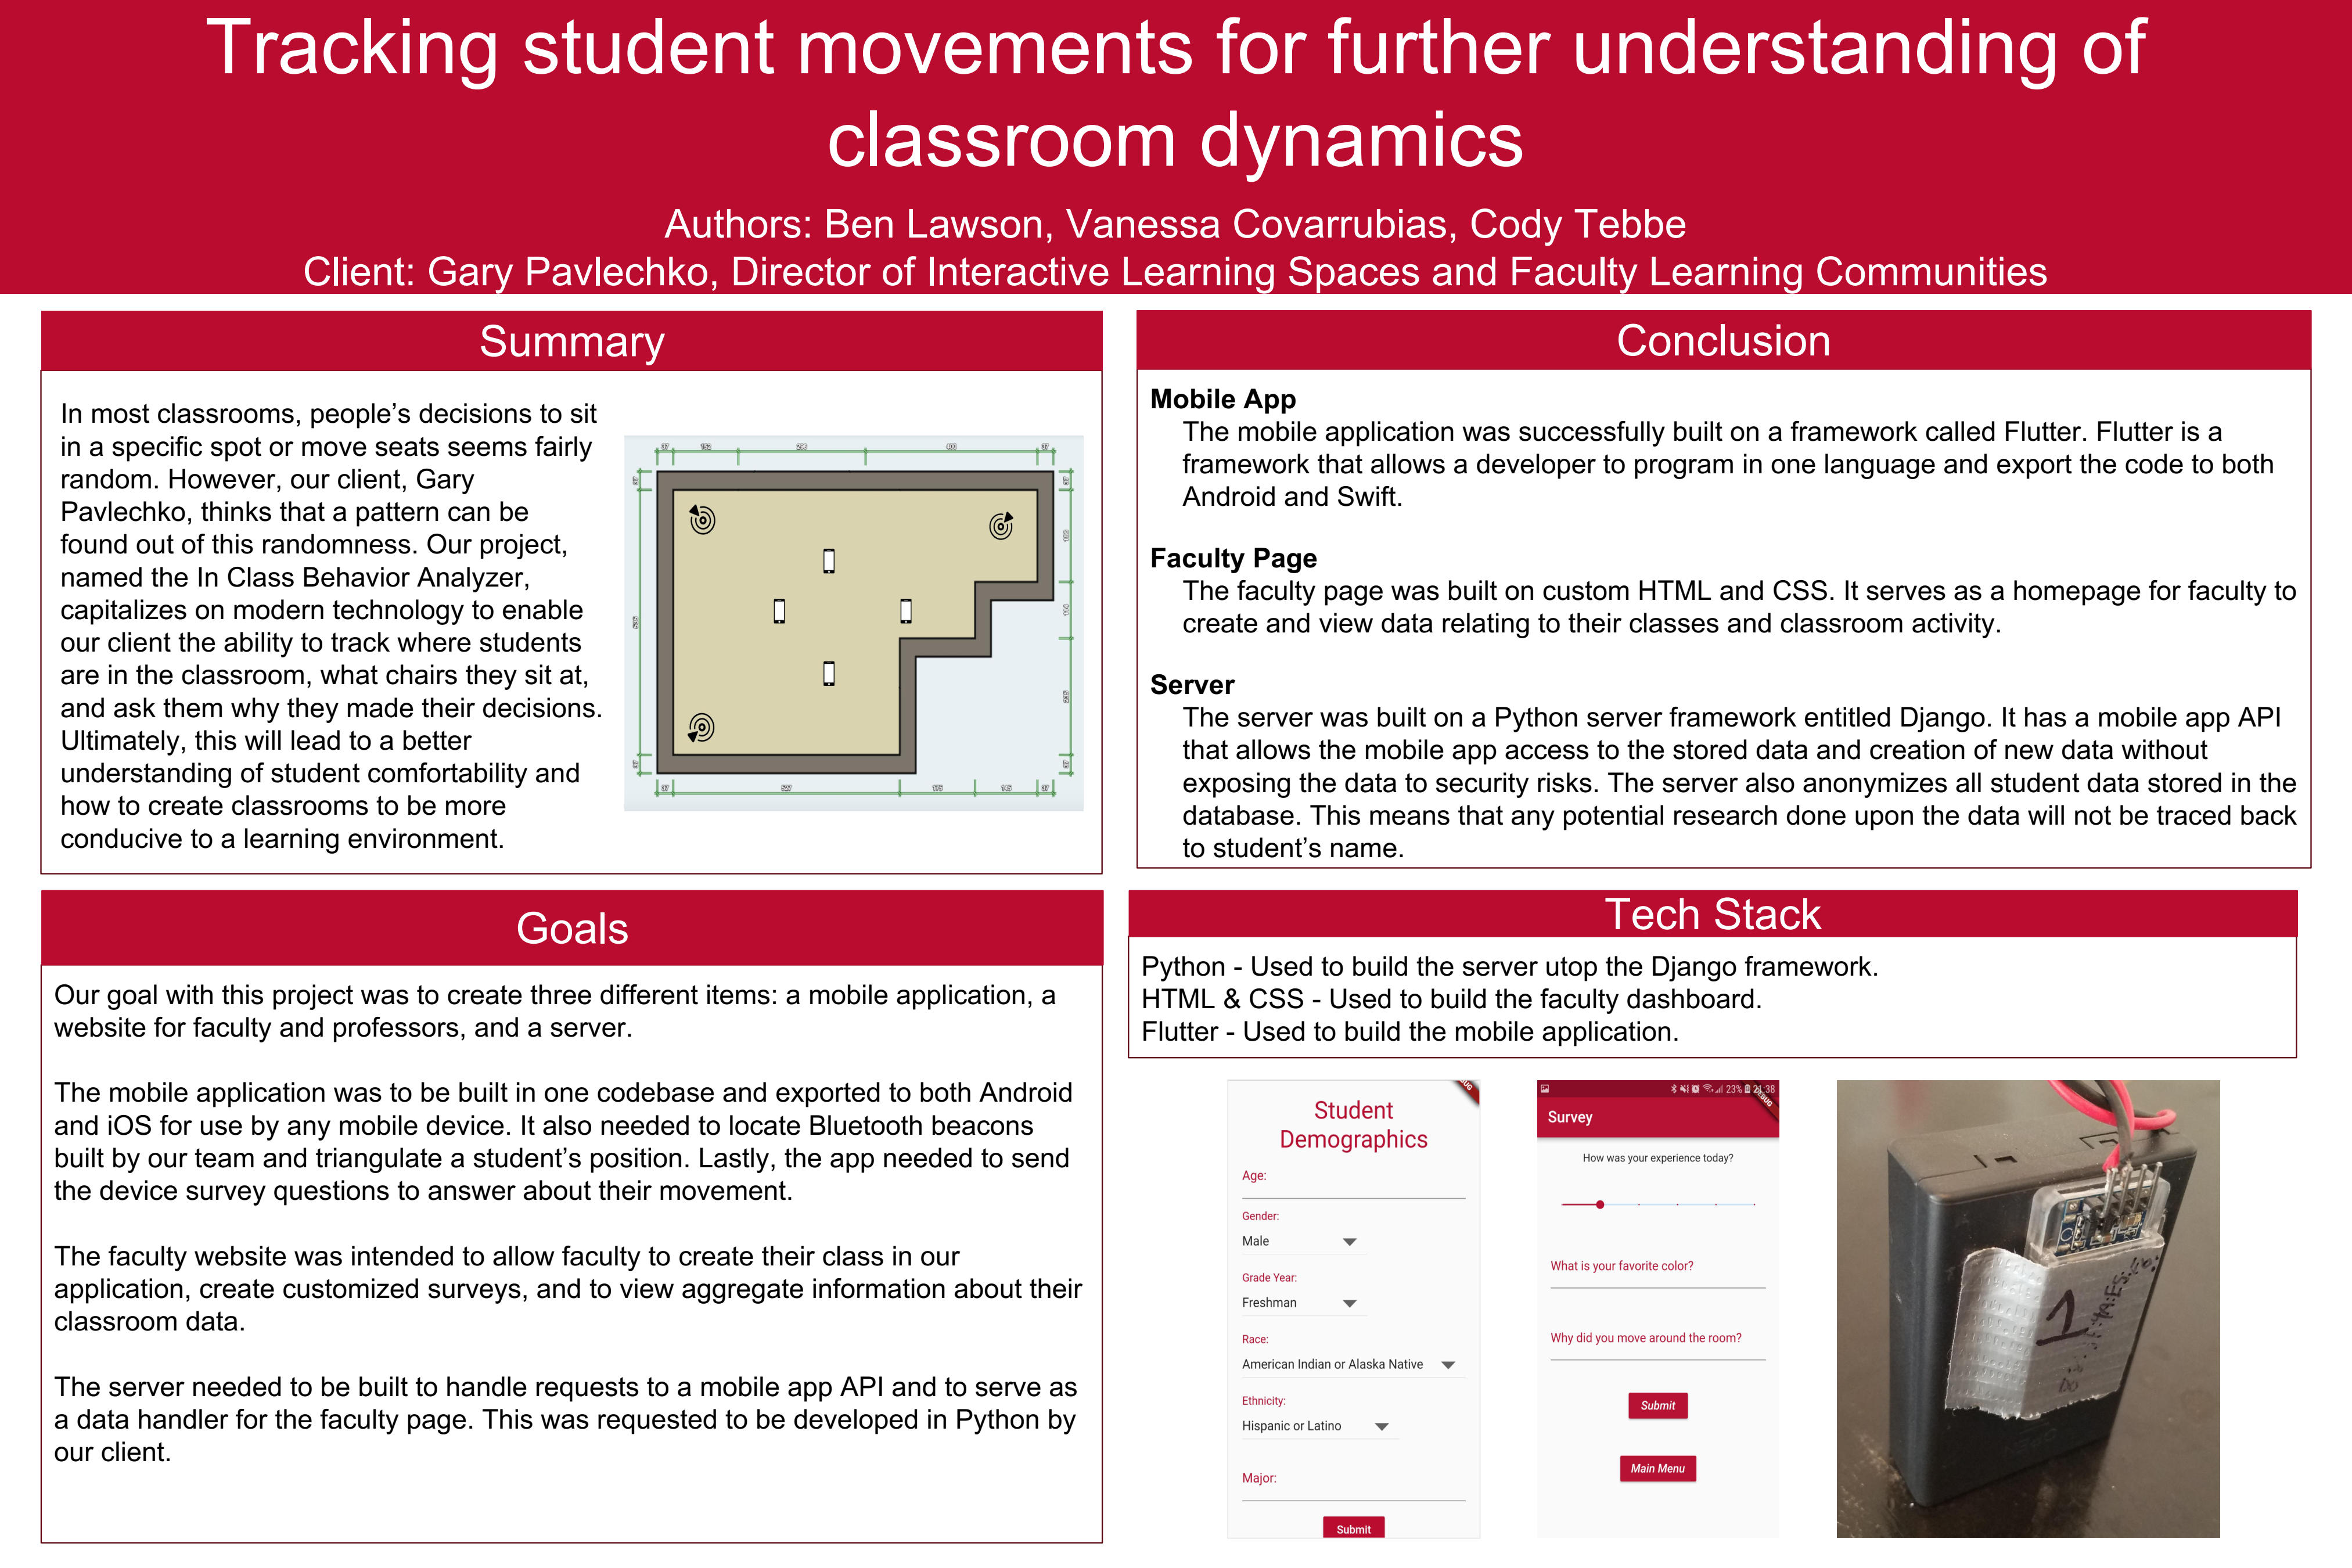 Tracking student movements for further understanding of
classroom dynamics
Authors: Ben Lawson, Vanessa Covarrubias, Cody Tebbe
Client: Gary Pavlechko, Director of Interactive Learning Spaces and Faculty Learning Communities
Summary
In most classrooms, people’s decisions to sit
in a specific spot or move seats seems fairly
random. However, our client, Gary
Pavlechko, thinks that a pattern can be
found out of this randomness. Our project,
named the In Class Behavior Analyzer,
capitalizes on modern technology to enable
our client the ability to track where students
are in the classroom, what chairs they sit at,
and ask them why they made their decisions.
Ultimately, this will lead to a better
understanding of student comfortability and
how to create classrooms to be more
conducive to a learning environment.
Goals
Our goal with this project was to create three different items: a mobile application, a
website for faculty and professors, and a server.
The mobile application was to be built in one codebase and exported to both Android
and iOS for use by any mobile device. It also needed to locate Bluetooth beacons
built by our team and triangulate a student’s position. Lastly, the app needed to send
the device survey questions to answer about their movement.
The faculty website was intended to allow faculty to create their class in our
application, create customized surveys, and to view aggregate information about their
classroom data.
The server needed to be built to handle requests to a mobile app API and to serve as
a data handler for the faculty page. This was requested to be developed in Python by
our client.
Conclusion
Mobile App
The mobile application was successfully built on a framework called Flutter. Flutter is a
framework that allows a developer to program in one language and export the code to both
Android and Swift.
Faculty Page
The faculty page was built on custom HTML and CSS. It serves as a homepage for faculty to
create and view data relating to their classes and classroom activity.
Server
The server was built on a Python server framework entitled Django. It has a mobile app API
that allows the mobile app access to the stored data and creation of new data without
exposing the data to security risks. The server also anonymizes all student data stored in the
database. This means that any potential research done upon the data will not be traced back
to student’s name.
Tech Stack
Python - Used to build the server utop the Django framework.
HTML & CSS - Used to build the faculty dashboard.
Flutter - Used to build the mobile application.
Student
Demographics
Age:
Gender:
Male
Grade Year:
Freshman
Race:
American Indian or Alaska Native
Ethnicity:
Hispanic or Latino
Major:
Submit
23% 21:38
DEBUG
Survey
How was your experience today?
What is your favorite color?
Why did you move around the room?
Submit
Main Menu
1